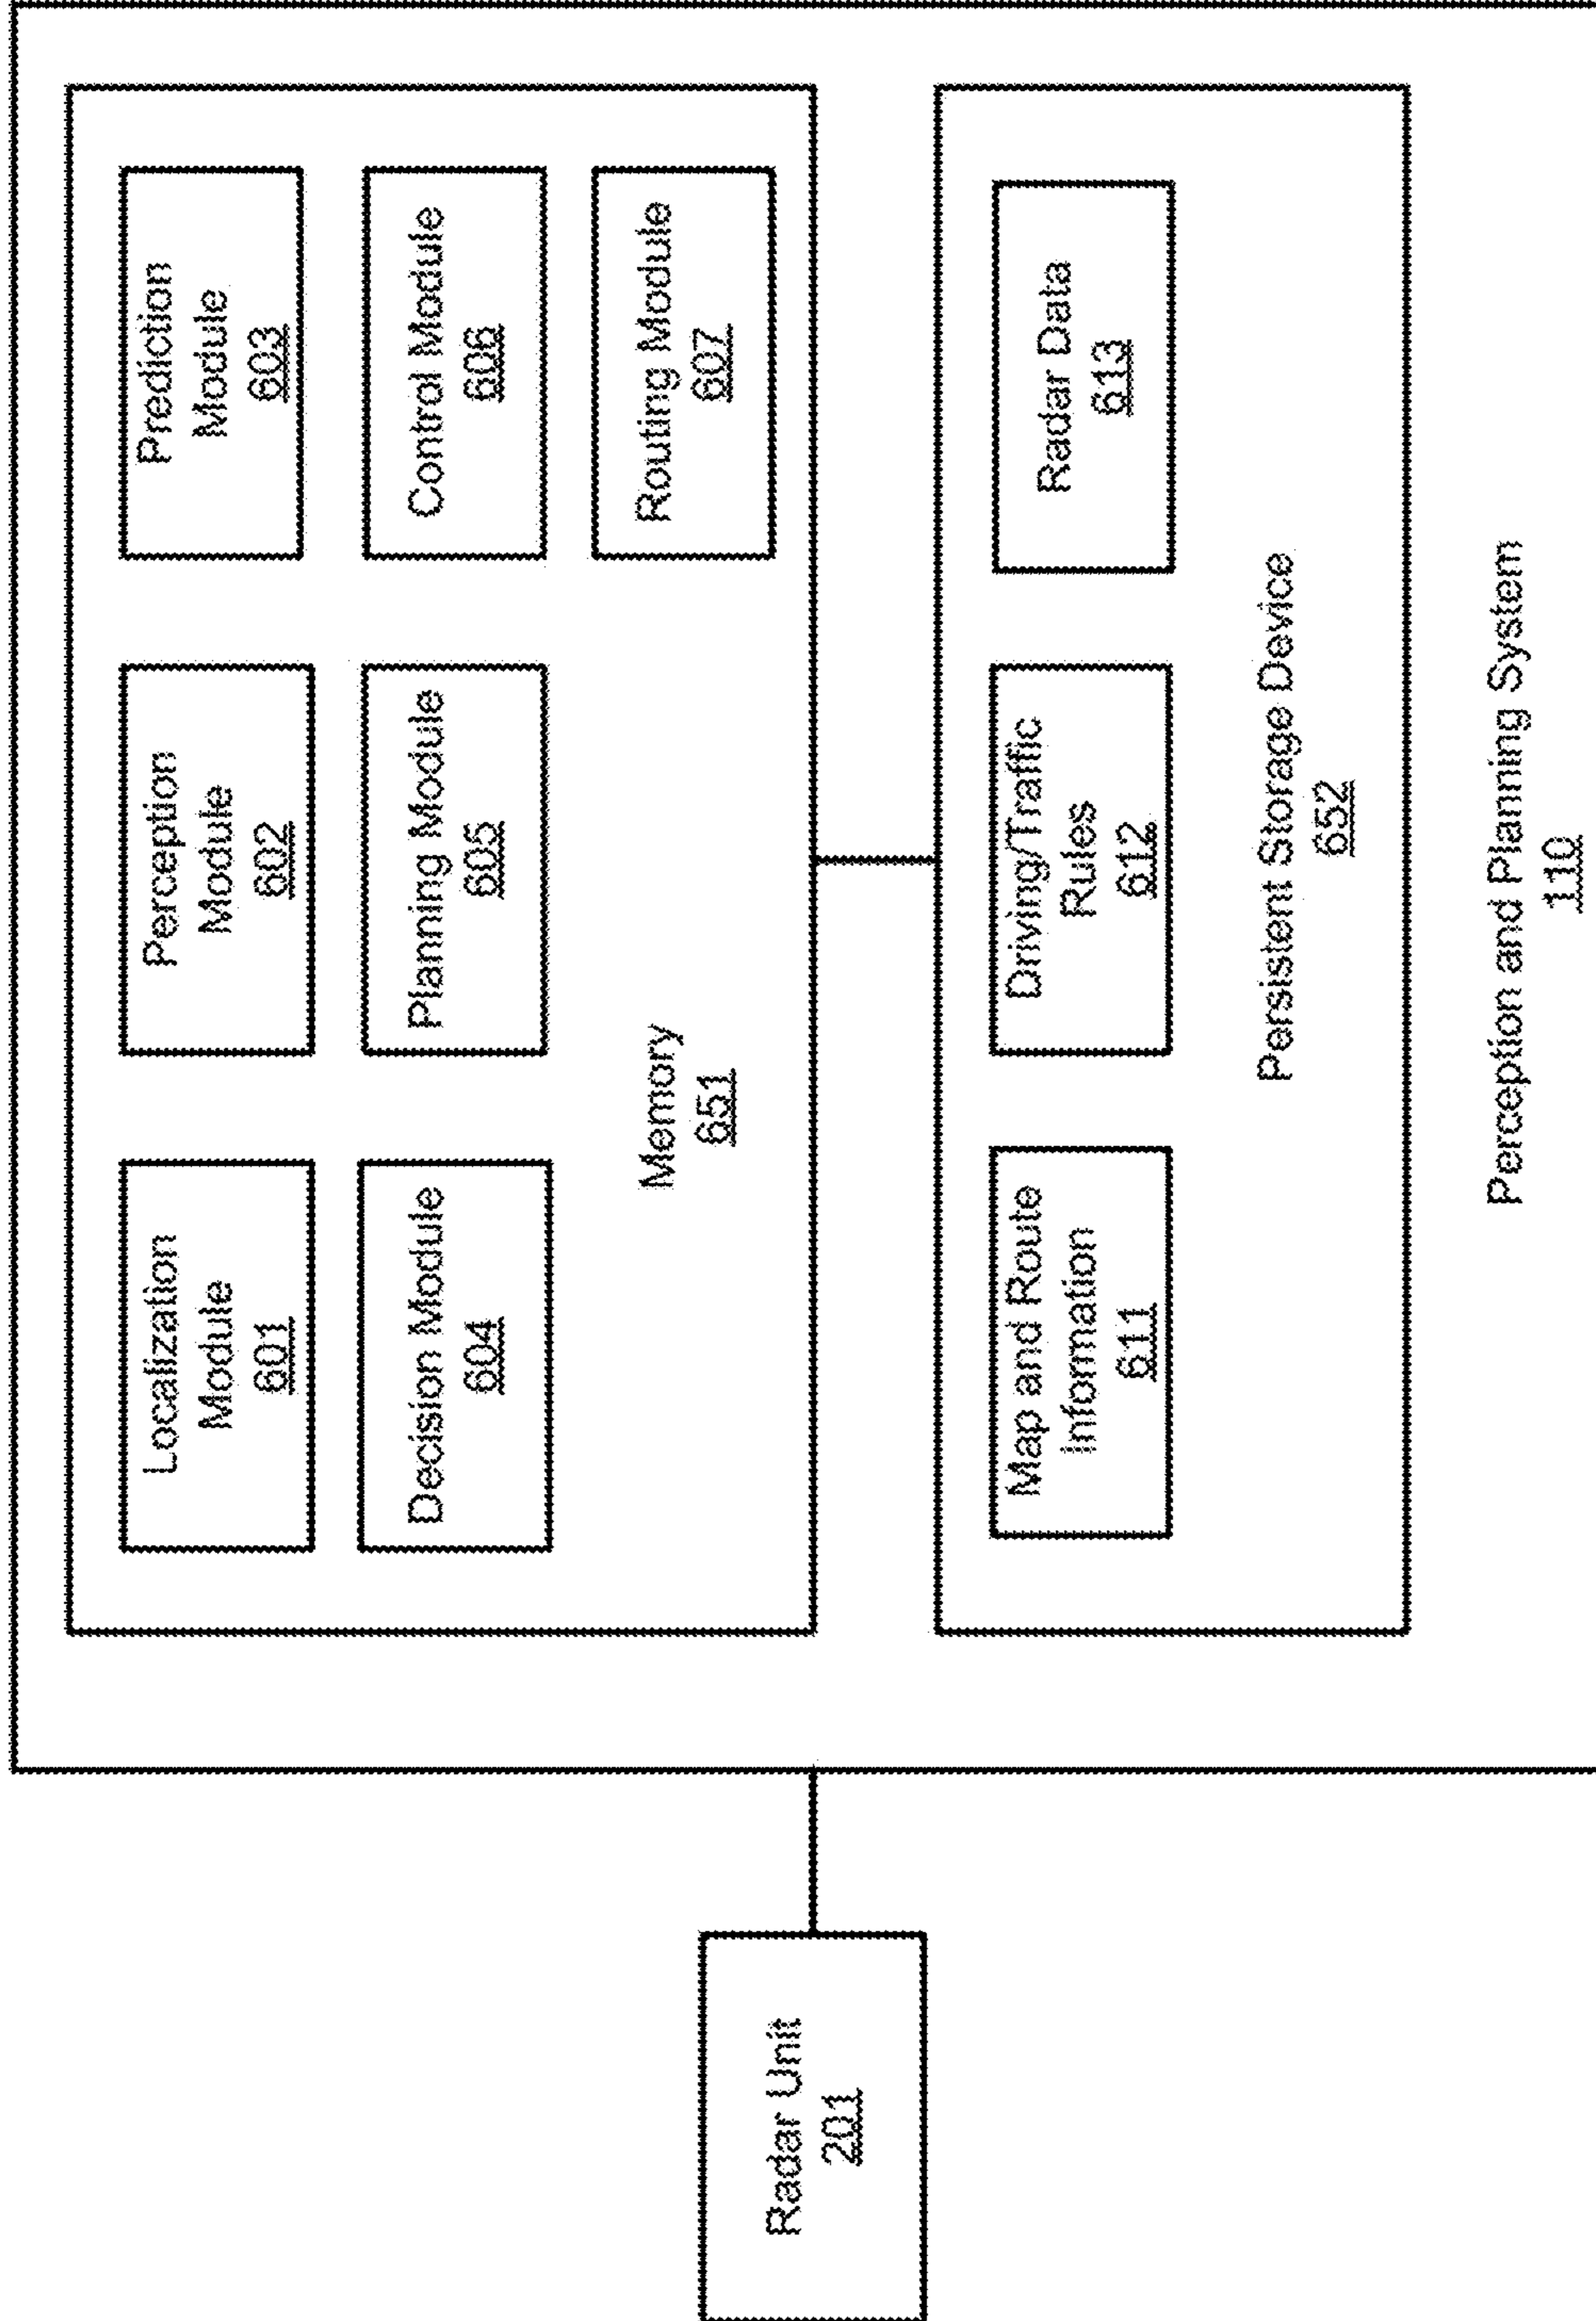 Radar Unit
201
Localization
Module
601
Perception
Module
602
Prediction
Module
603
Decision Module
604
Planning Module
605
Control Module
606
Routing Module
607
Memory
651
Map and Route
Information
611
Driving/Traffic
Rules
612
Radar Data
613
Persistent Storage Device
652
Perception and Planning System
110